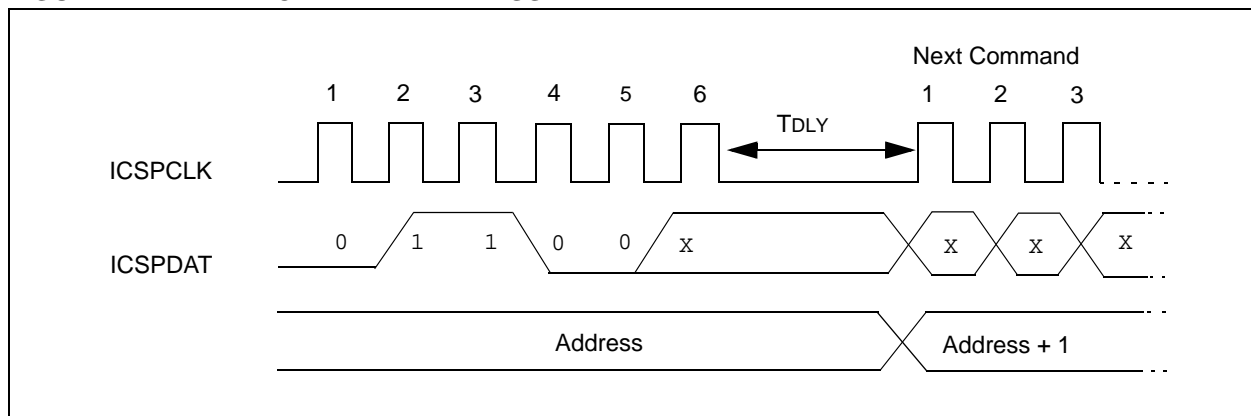 Next Command
1 2 3 4 5 6 1 2 3
TDLY
ICSPCLK
0 1 1 0 0 X X X X
ICSPDAT
Address Address + 1